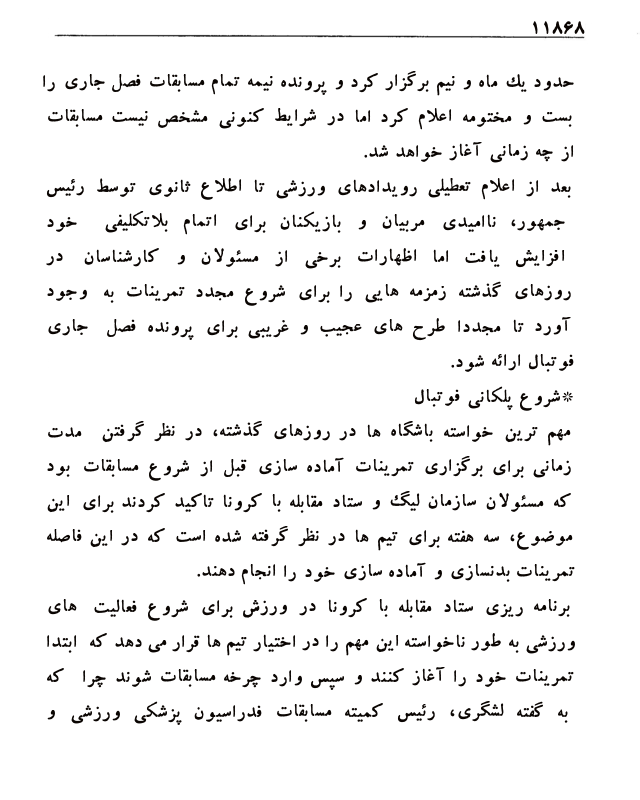 ۱۱۸۶۸
حدود یك ماه و نیم برگزار کرد و پرونده نیمه تمام مسابقات فصل جاری را
بست و مختومه اعلام کرد اما در شرایط کنونی مشخص نیست مسابقات
از چه زمانی آغاز خواهد شد.
بعد از اعلام تعطیلی رویدادهای ورزشی تا اطلاع ثانوی توسط رئیس
جمهور، ناامیدی مربیان و بازیکنان برای اتمام بلاتکلیفی خود
افزایش یافت اما اظهارات برخی از مسئولان و کارشناسان در
روزهای گذشته زمزمه هایی را برای شروع مجدد تمرینات به وجود
آورد تا مجددا طرح های عجیب و غریبی برای پرونده فصل جاری
فوتبال ارائه شود.
*شروع پلکانی فوتبال
مهم ترین خواسته باشگاه ها در روزهای گذشته، در نظر گرفتن مدت
زمانی برای برگزاری تمرینات آماده سازی قبل از شروع مسابقات بود
که مسئولان سازمان لیگ و ستاد مقابله با کرونا تاکید کردند برای این
موضوع، سه هفته برای تیم ها در نظر گرفته شده است که در این فاصله
تمرینات بدنسازی و آماده سازی خود را انجام دهند.
برنامه ریزی ستاد مقابله با کرونا در ورزش برای شروع فعالیت های
ورزشی به طور ناخواسته این مهم را در اختیار تیم ها قرار می دهد که ابتدا
تمرینات خود را آغاز کنند و سپس وارد چرخه مسابقات شوند چرا که
به گفته لشگری، رئیس کمیته مسابقات فدراسیون پزشکی ورزشی و